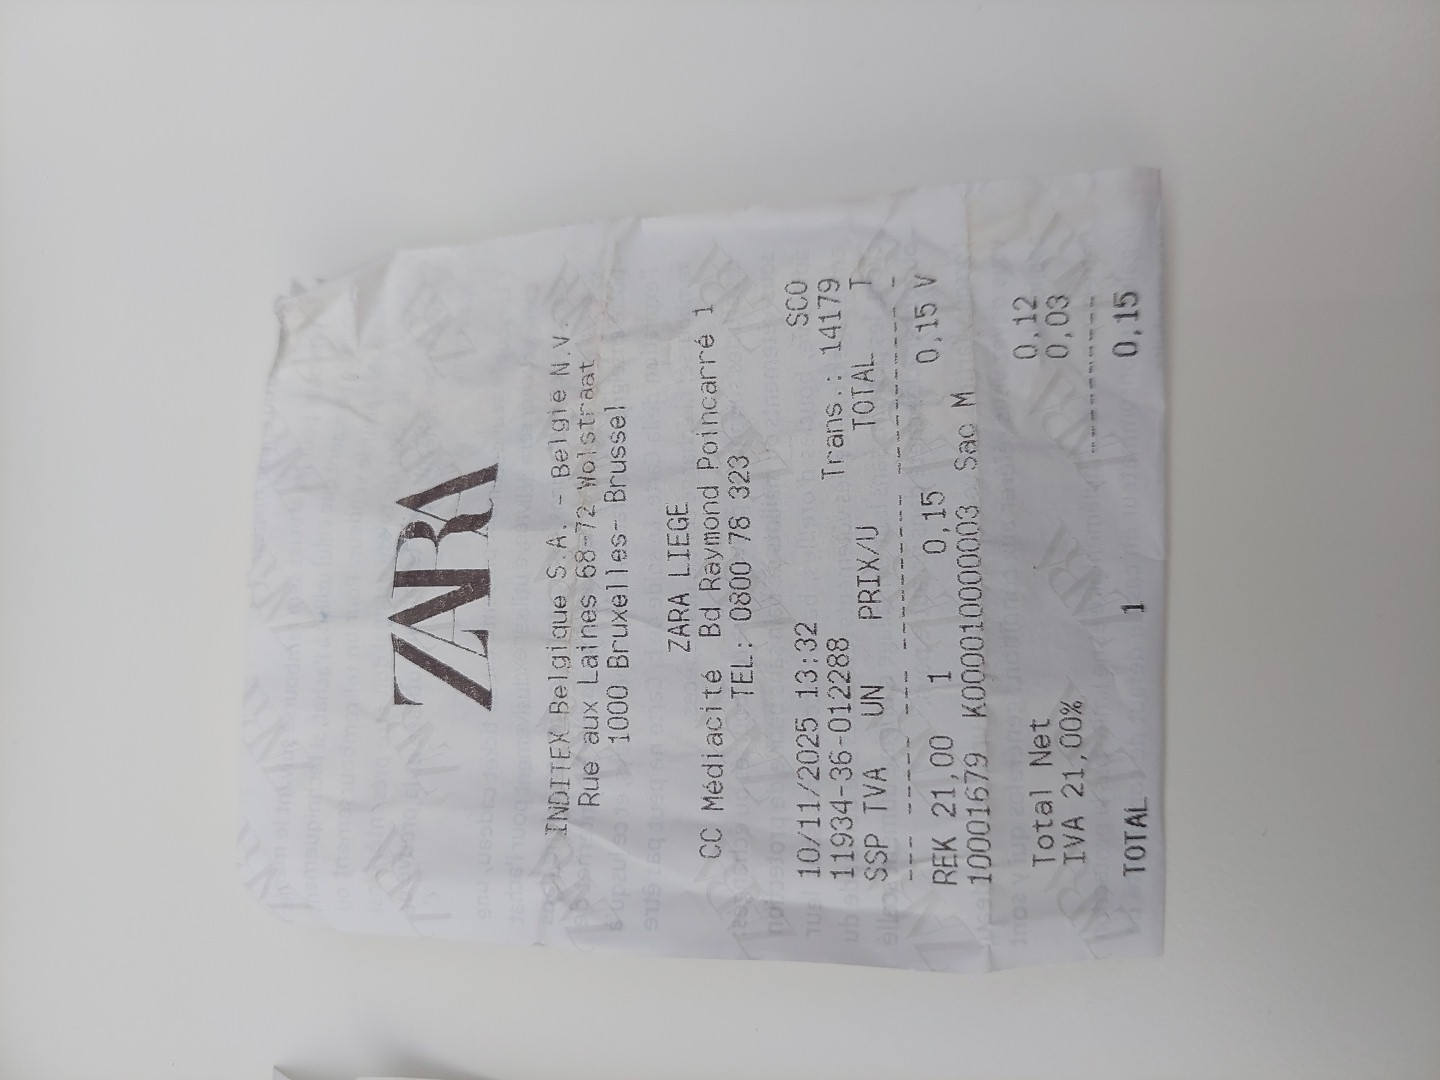 ZARA
INDITEX Belgique S.A. - België N.V.
Rue aux Laines 68-72 Wolstraat
1000 Bruxelles- Brussel
ZARA LIEGE
CC Médiacité Bd Raymond Poincarré 1
TEL: 0800 78 323
10/11/2025 13:32 SCO
11934-36-012288 Trans.: 14179
SSP TVA UN PRIX/U TOTAL T
REK 21,00 1 0,15 0,15 V
10001679 K000010000003 Sac M
Total Net 0,12
IVA 21,00% 0,03
TOTAL 1 0,15